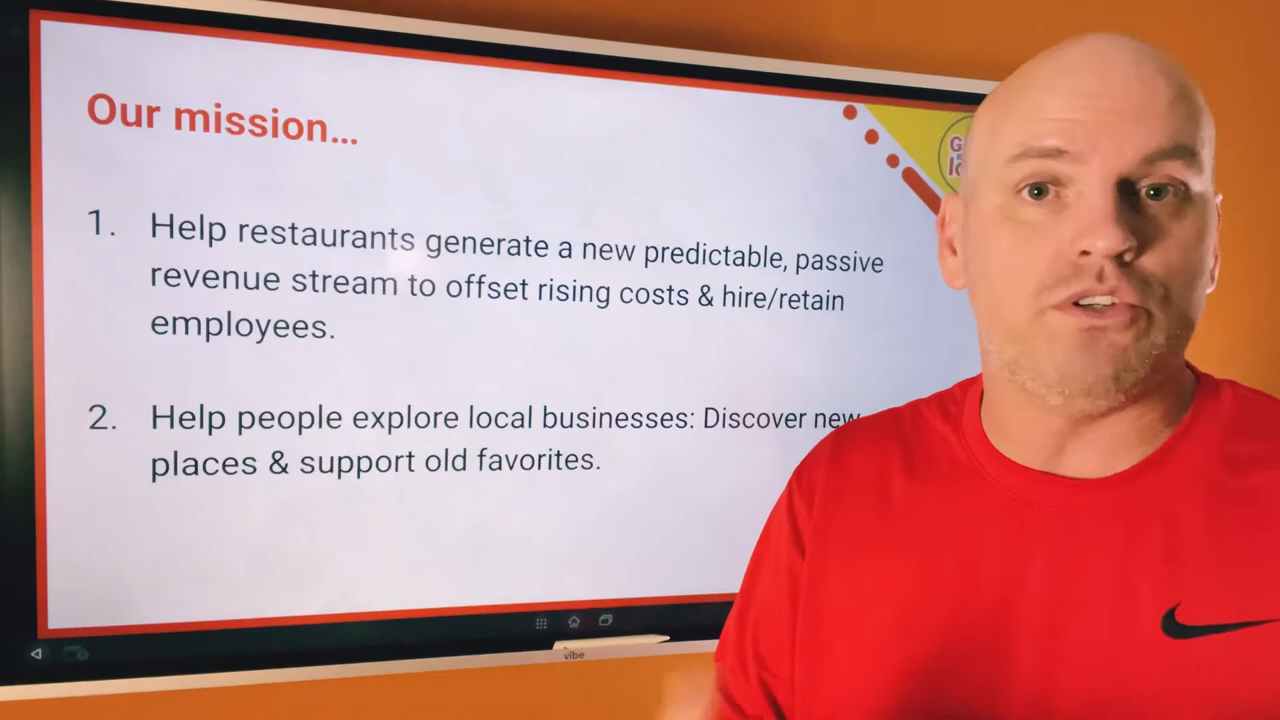 Our mission...
1. Help restaurants generate a new predictable, passive
revenue stream to offset rising costs & hire/retain
employees.
2. Help people explore local businesses: Discover new
places & support old favorites.
vibe